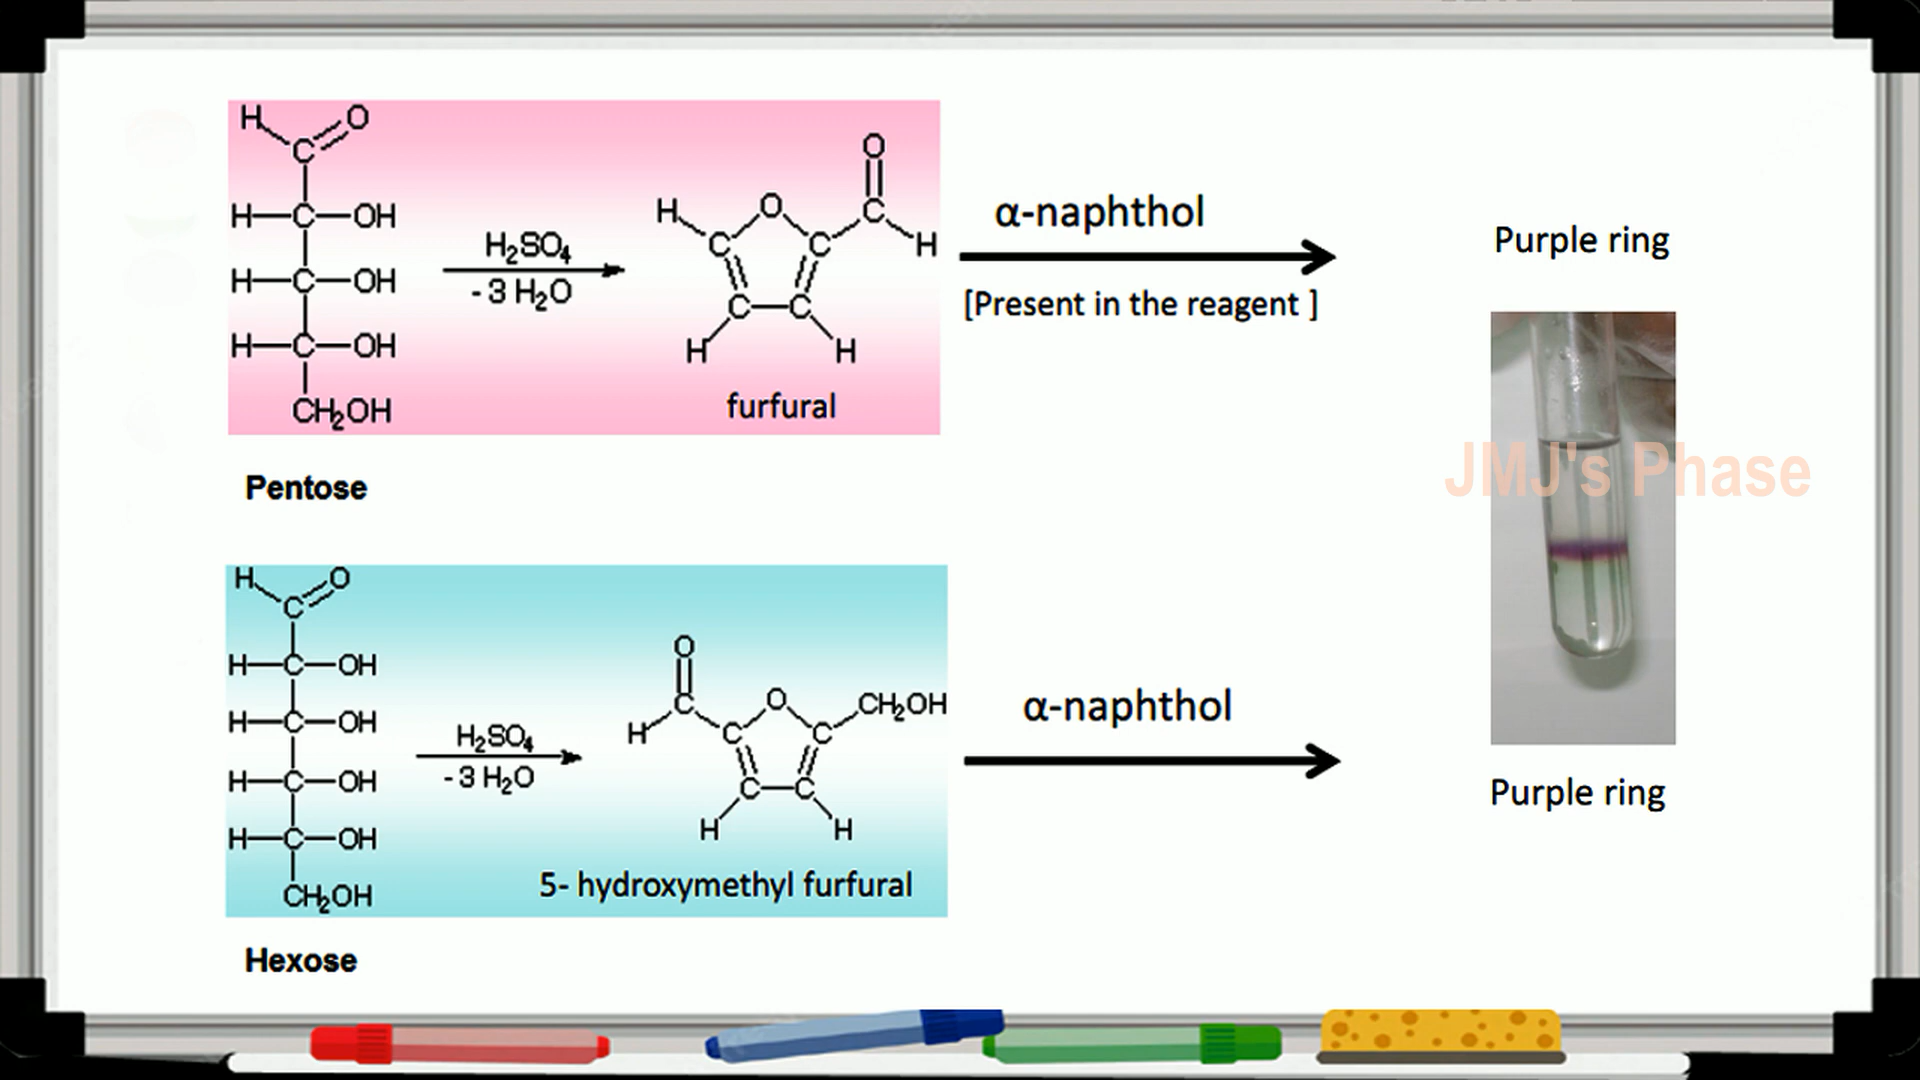 H O
C
H—C—OH
H—C—OH
H—C—OH
CH₂OH
H₂SO₄
- 3 H₂O
O
H O C
C C H
C C
H H
furfural
α-naphthol
[Present in the reagent ]
Purple ring
Pentose
JMJ's Phase
H O
C
H—C—OH
H—C—OH
H—C—OH
H—C—OH
CH₂OH
H₂SO₄
- 3 H₂O
O
C O CH₂OH
H C C
C C
H H
5- hydroxymethyl furfural
α-naphthol
Purple ring
Hexose